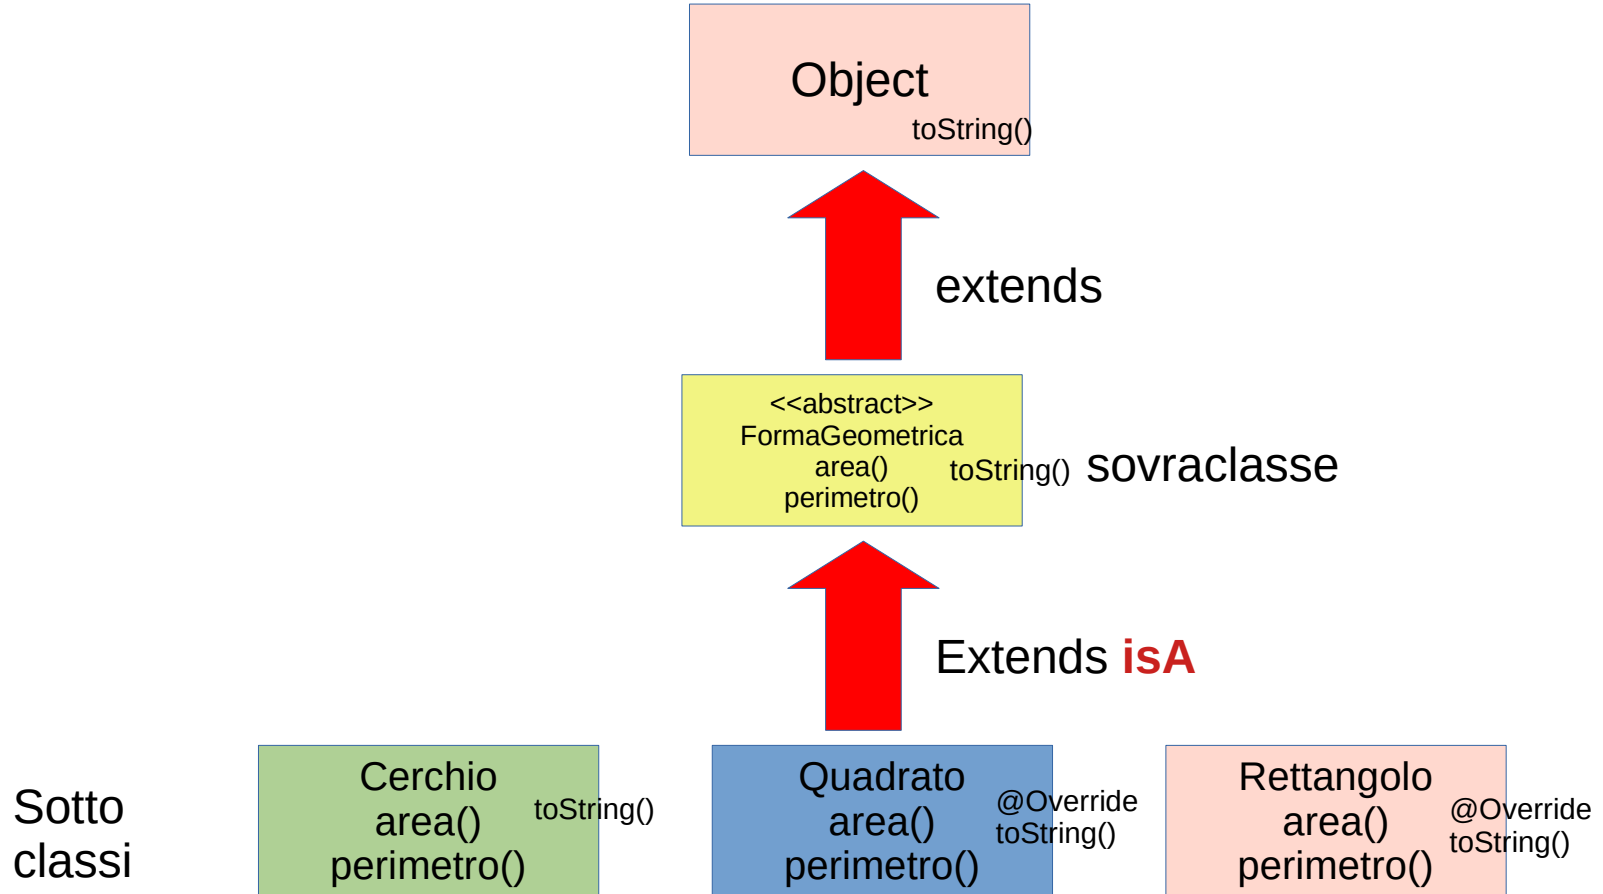 Object
toString()
extends
<<abstract>>
FormaGeometrica
area()
perimetro()
toString()
sovraclasse
Extends isA
Sotto
classi
Cerchio
area()
perimetro()
toString()
Quadrato
area()
perimetro()
@Override
toString()
Rettangolo
area()
perimetro()
@Override
toString()